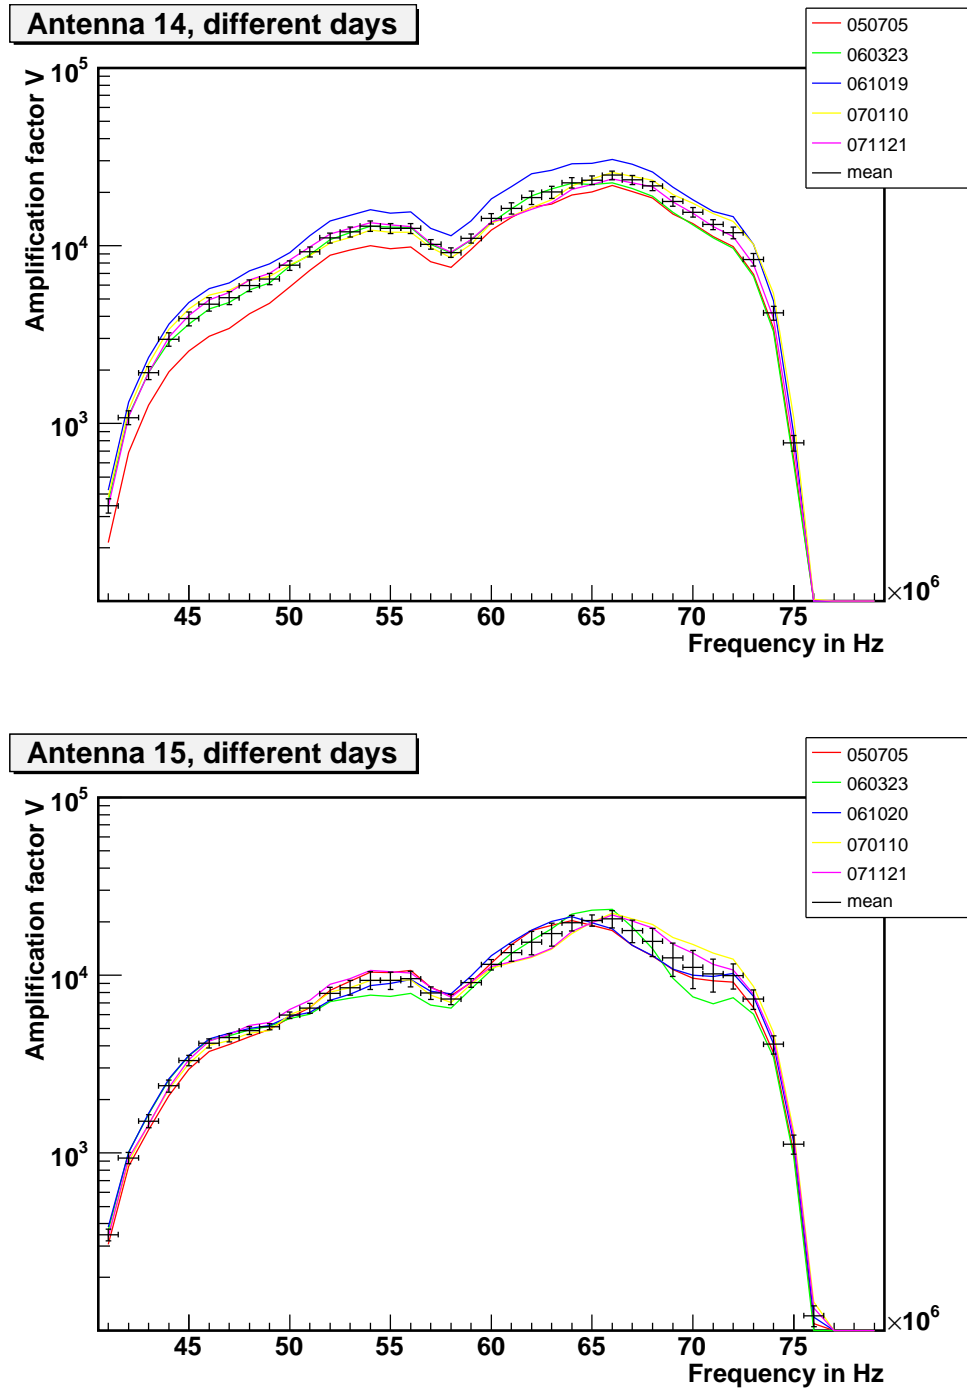 Antenna 14, different days
050705
060323
061019
070110
071121
mean
Amplification factor V
10^5
10^4
10^3
45 50 55 60 65 70 75
×10^6
Frequency in Hz
Antenna 15, different days
050705
060323
061020
070110
071121
mean
Amplification factor V
10^5
10^4
10^3
45 50 55 60 65 70 75
×10^6
Frequency in Hz